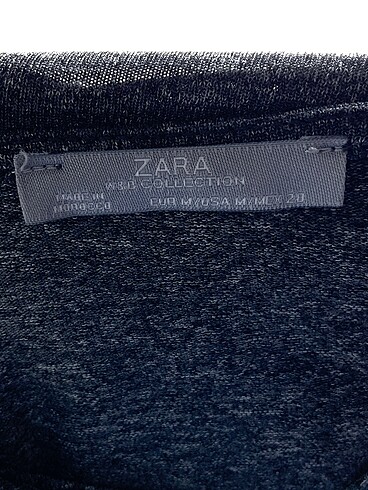 ZARA
W&B COLLECTION
MADE IN
MOROCCO
EUR M/USA M/MEX 28